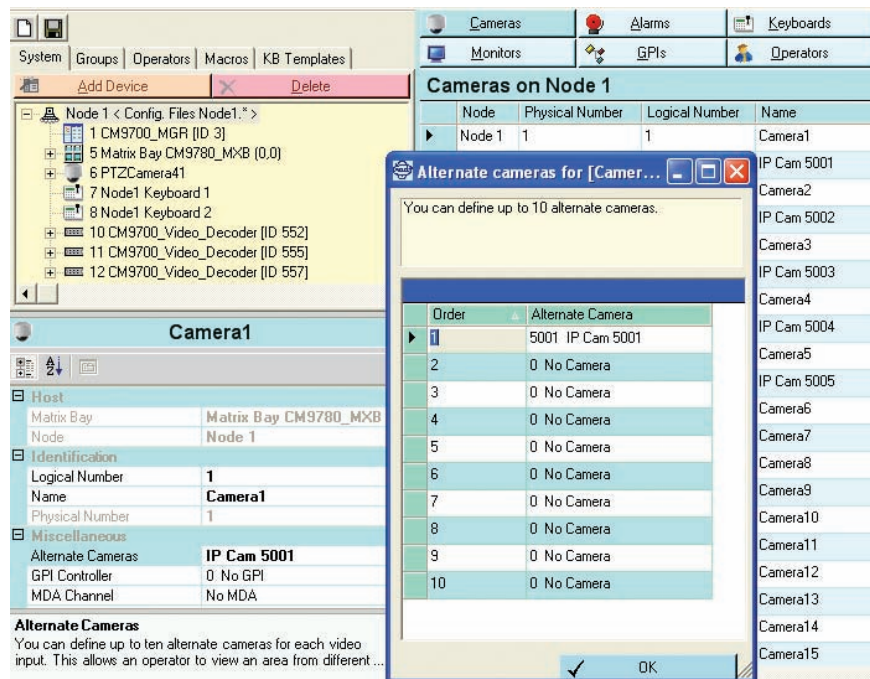 System Groups Operators Macros KB Templates
Add Device Delete
Node 1 < Config. Files Node1.* >
1 CM9700_MGR [ID 3]
5 Matrix Bay CM9780_MXB (0,0)
6 PTZCamera41
7 Node1 Keyboard 1
8 Node1 Keyboard 2
10 CM9700_Video_Decoder [ID 552]
11 CM9700_Video_Decoder [ID 555]
12 CM9700_Video_Decoder [ID 557]
Camera1
Host
Matrix Bay Matrix Bay CM9780_MXB
Node Node 1
Identification
Logical Number 1
Name Camera1
Physical Number 1
Miscellaneous
Alternate Cameras IP Cam 5001
GPI Controller 0 No GPI
MDA Channel No MDA
Alternate Cameras
You can define up to ten alternate cameras for each video
input. This allows an operator to view an area from different ...
Cameras Alarms Keyboards
Monitors GPIs Operators
Cameras on Node 1
Node Physical Number Logical Number Name
Node 1 1 1 Camera1
IP Cam 5001
Camera2
IP Cam 5002
Camera3
IP Cam 5003
Camera4
IP Cam 5004
Camera5
IP Cam 5005
Camera6
Camera7
Camera8
Camera9
Camera10
Camera11
Camera12
Camera13
Camera14
Camera15
Alternate cameras for [Camer...
You can define up to 10 alternate cameras.
Order Alternate Camera
1 5001 IP Cam 5001
2 0 No Camera
3 0 No Camera
4 0 No Camera
5 0 No Camera
6 0 No Camera
7 0 No Camera
8 0 No Camera
9 0 No Camera
10 0 No Camera
OK